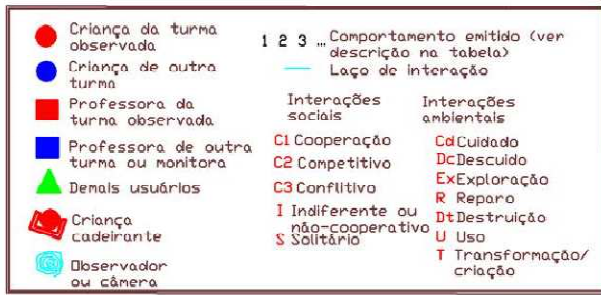 Criança da turma
observada
Criança de outra
turma
Professora da
turma observada
Professora de outra
turma ou monitora
Demais usuários
Criança
cadeirante
Observador
ou câmera
1 2 3 ... Comportamento emitido (ver
descrição na tabela)
Laço de interação
Interações
sociais
C1 Cooperação
C2 Competitivo
C3 Conflitivo
I Indiferente ou
não-cooperativo
S Solitário
Interações
ambientais
Cd Cuidado
Dc Descuido
Ex Exploração
R Reparo
Dt Destruição
U Uso
T Transformação/
criação